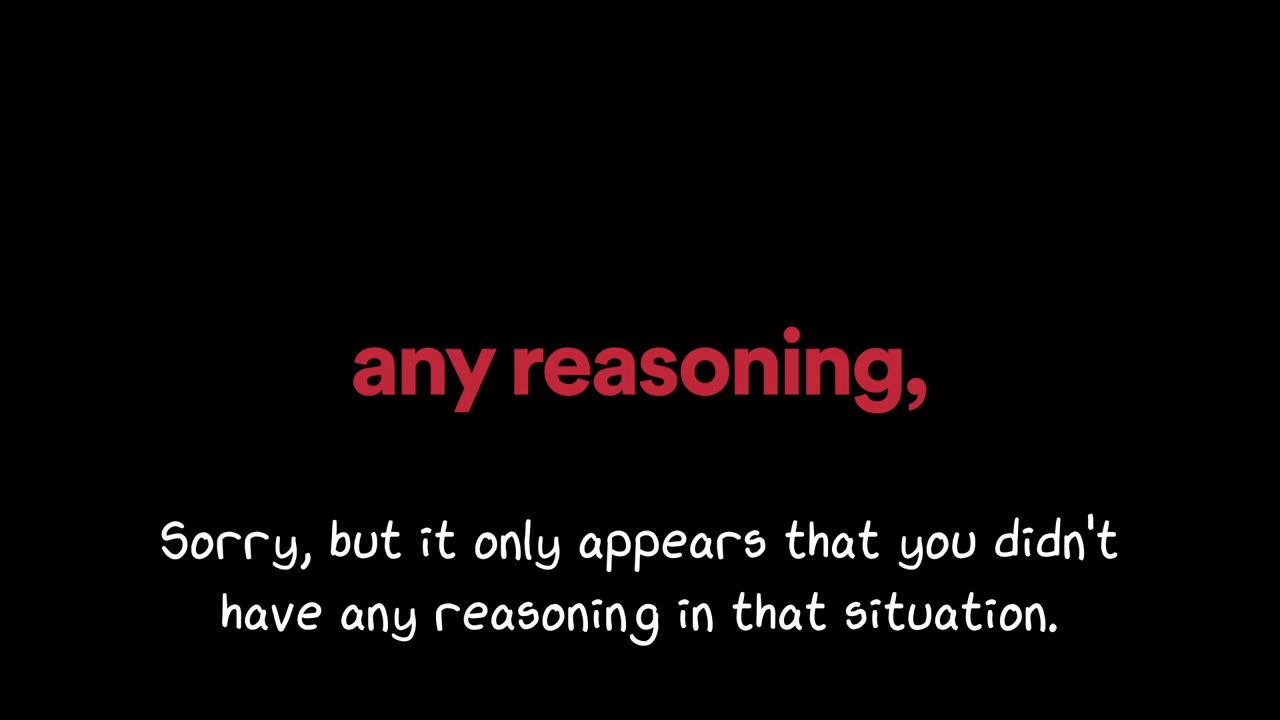 any reasoning,
Sorry, but it only appears that you didn't
have any reasoning in that situation.